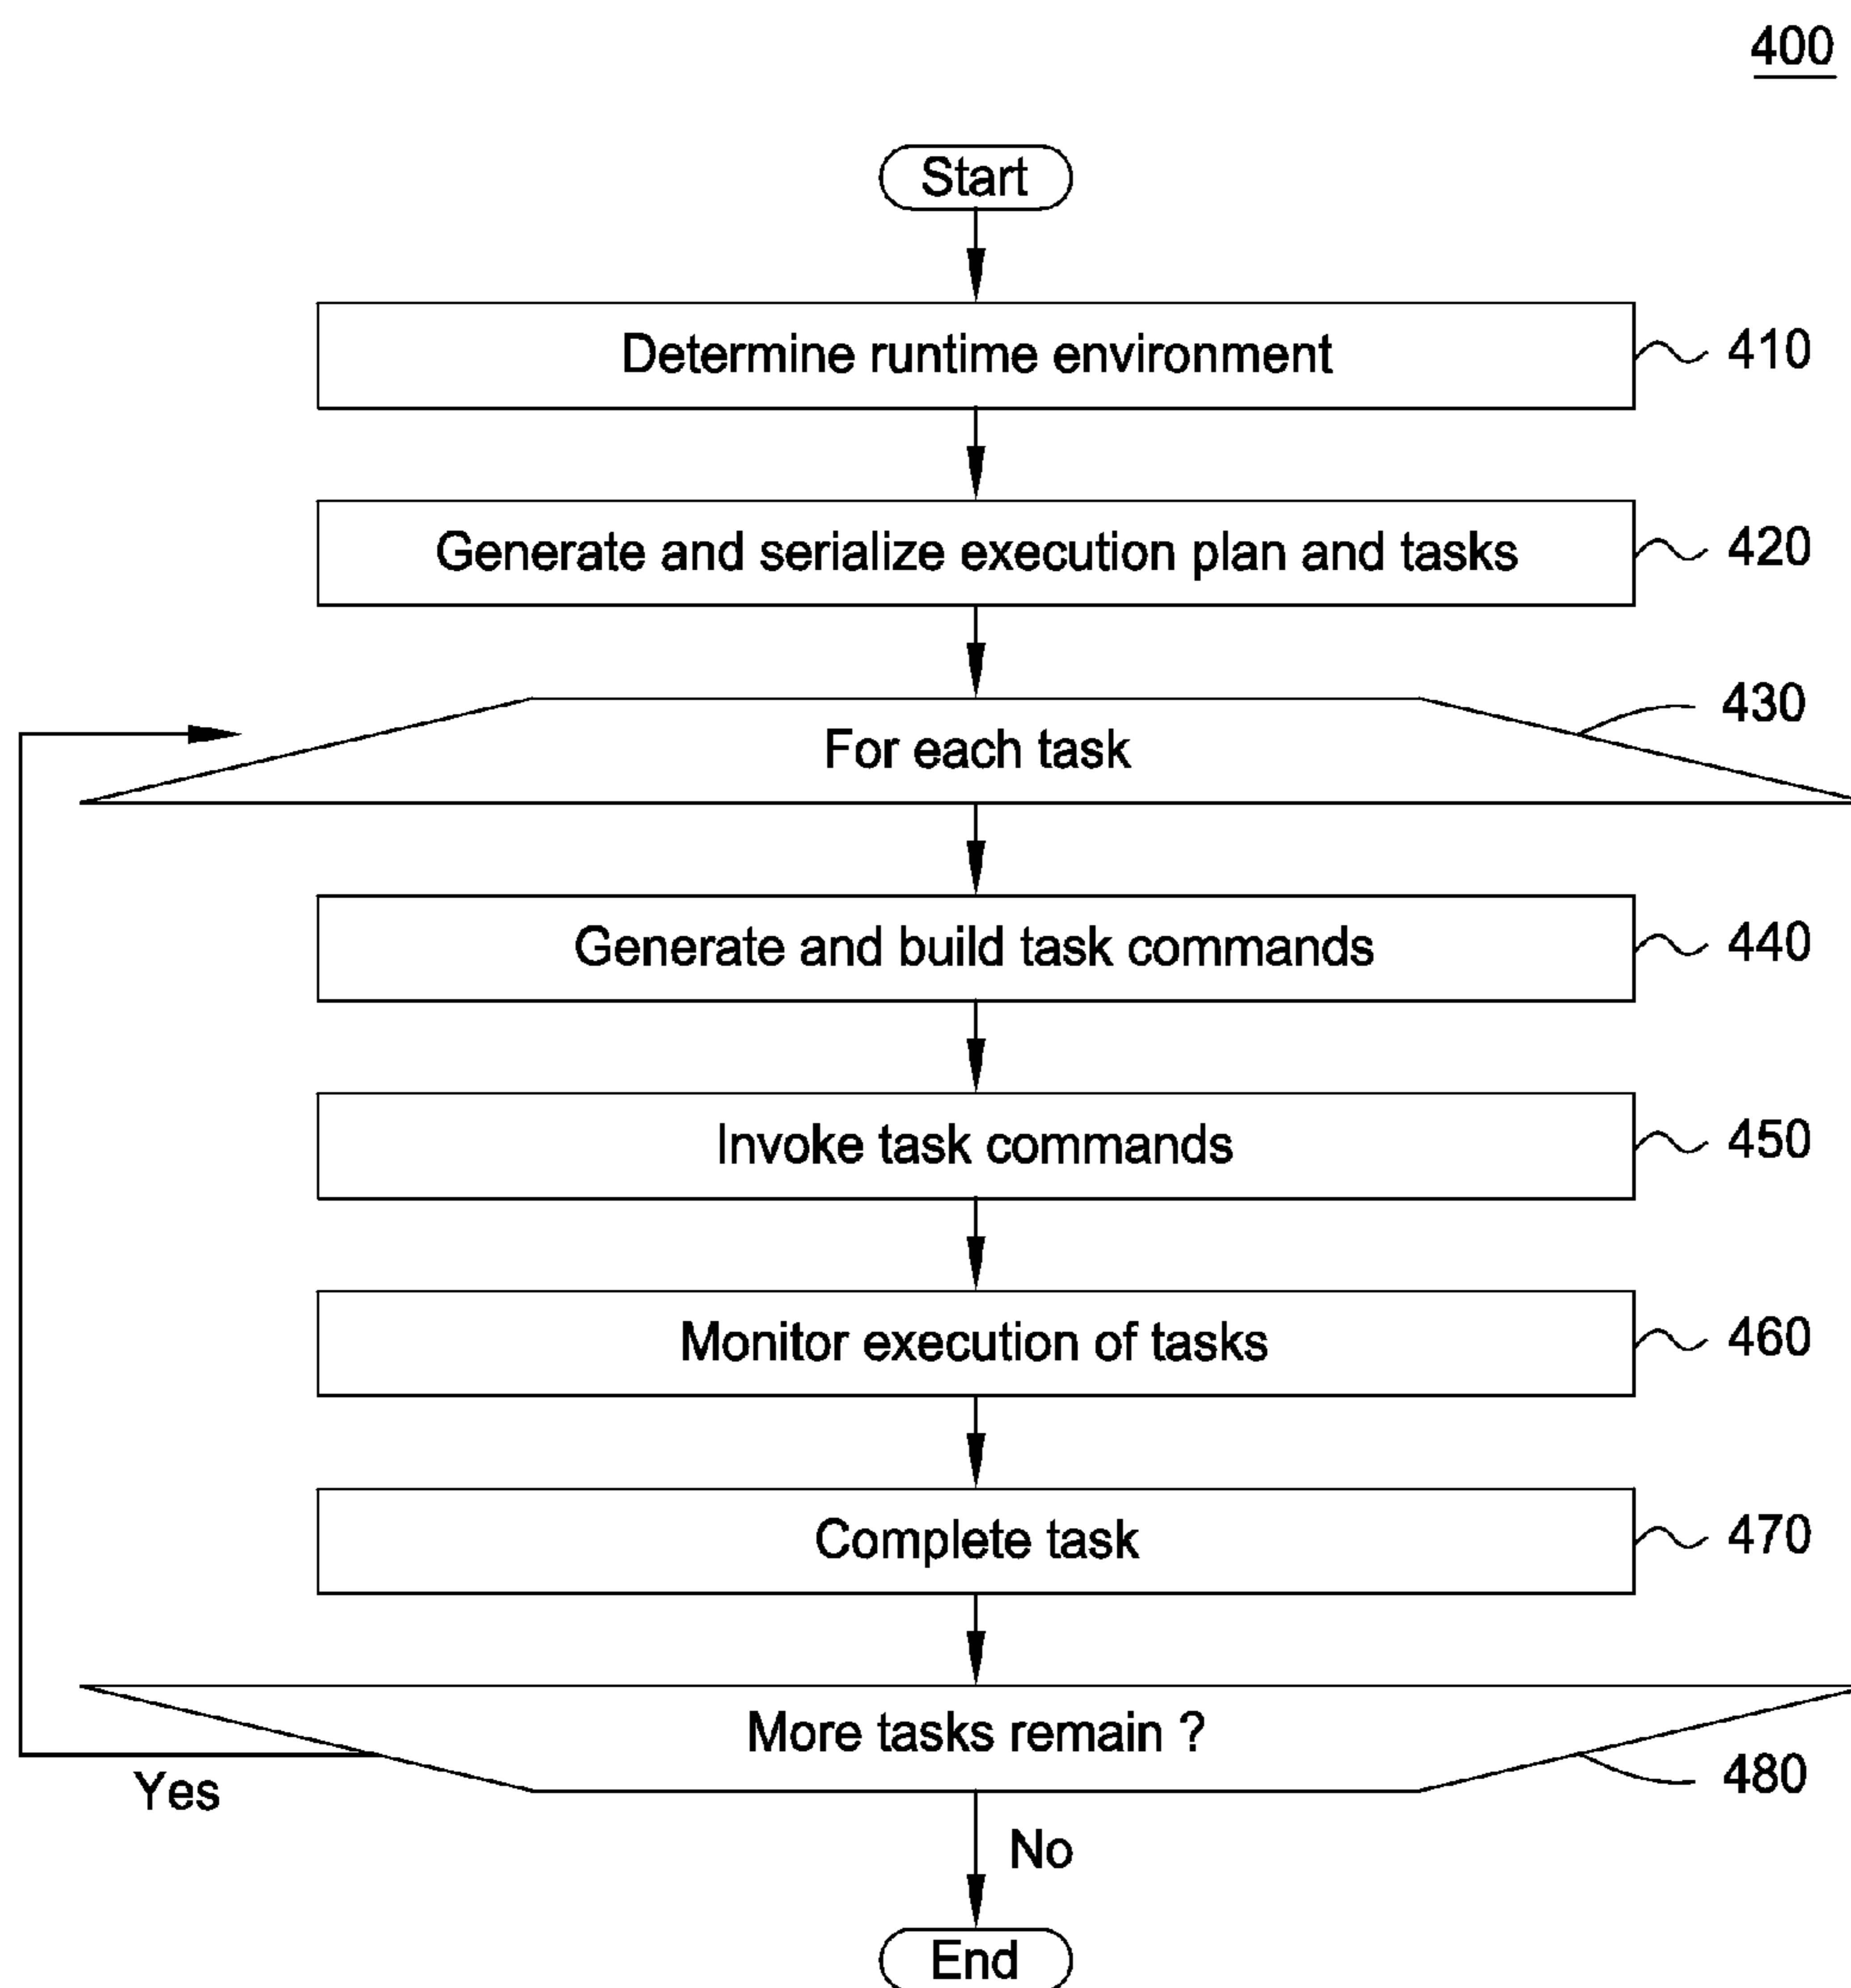 400
Start
Determine runtime environment
410
Generate and serialize execution plan and tasks
420
430
For each task
Generate and build task commands
440
Invoke task commands
450
Monitor execution of tasks
460
Complete task
470
More tasks remain ?
480
Yes
No
End